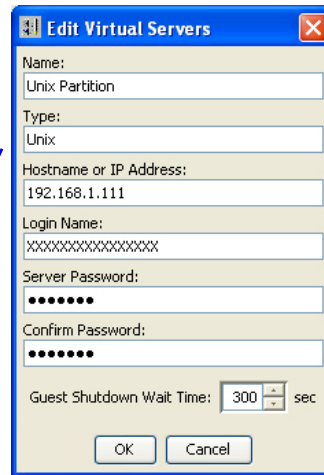 Edit Virtual Servers
Name:
Unix Partition
Type:
Unix
Hostname or IP Address:
192.168.1.111
Login Name:
XXXXXXXXXXXXXXXX
Server Password:
●●●●●●●
Confirm Password:
●●●●●●●
Guest Shutdown Wait Time: 300 sec
OK Cancel